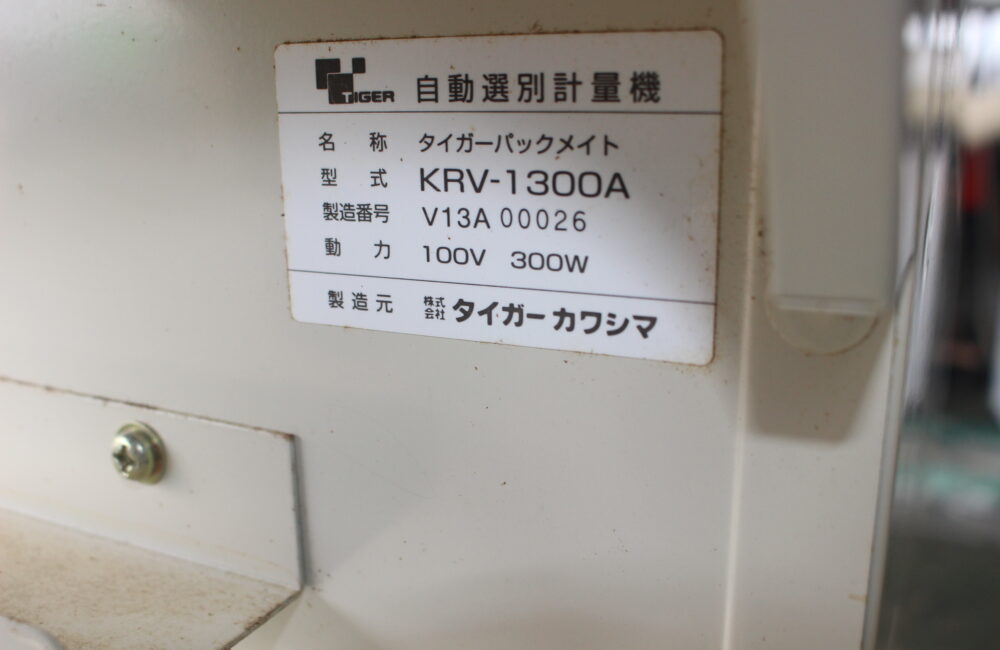 TIGER 自動選別計量機
名称 タイガーパックメイト
型式 KRV-1300A
製造番号 V13A 00026
動力 100V 300W
製造元 株式会社 タイガーカワシマ